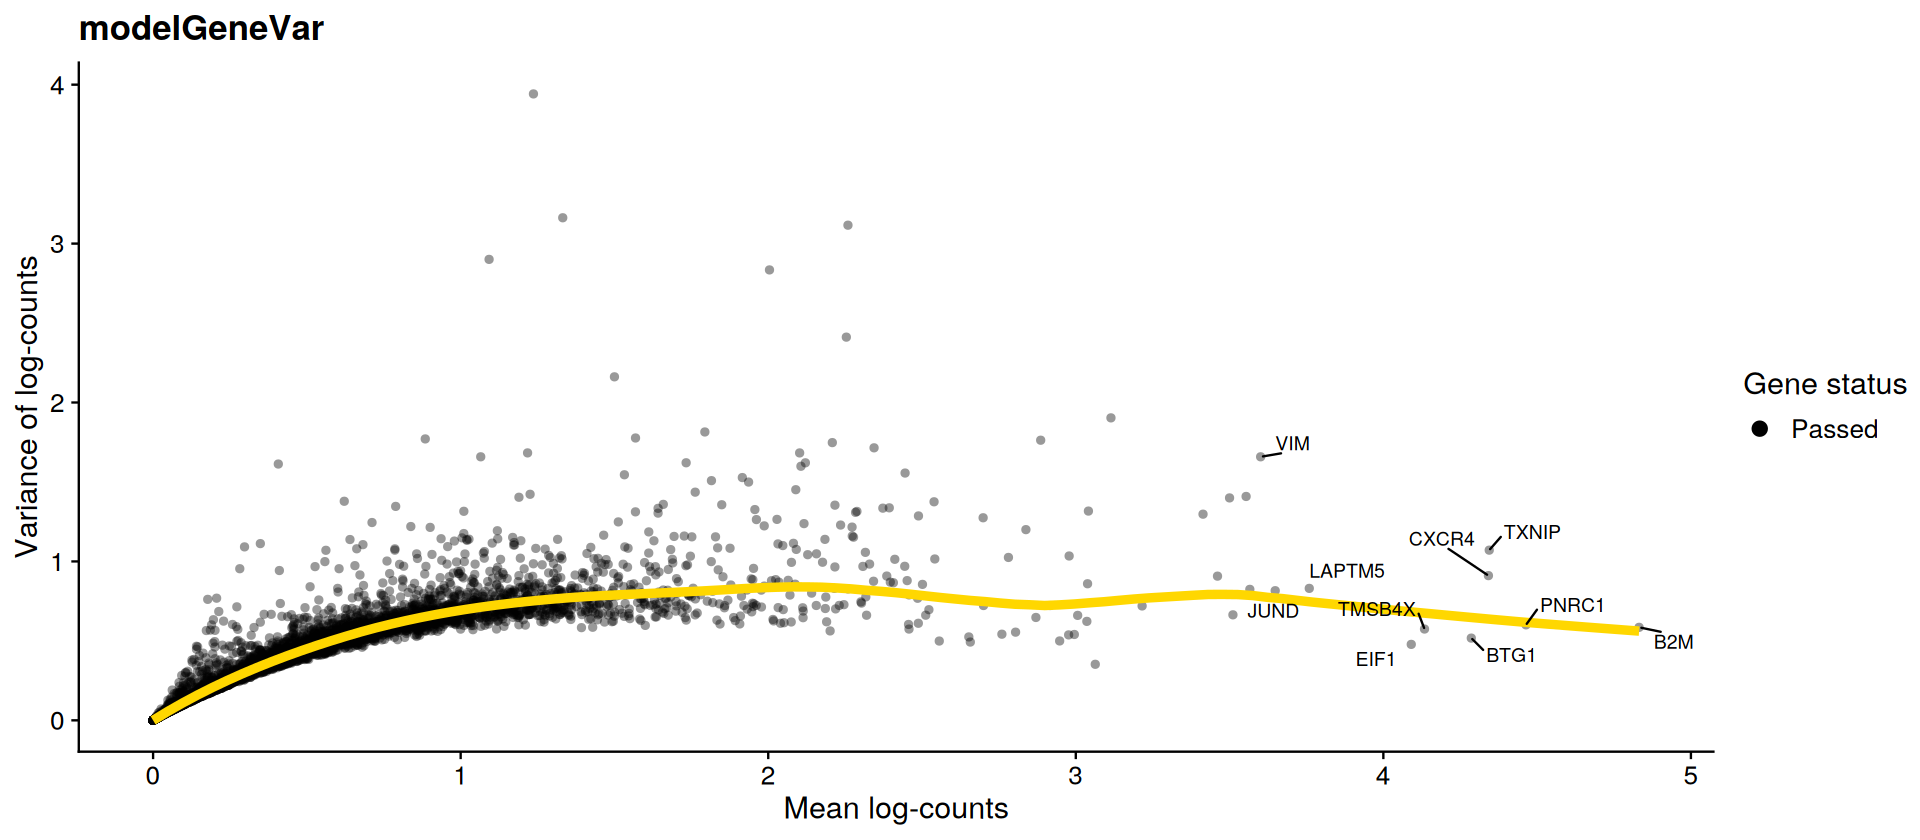 modelGeneVar
4
3
2
1
0
Variance of log-counts
VIM
TXNIP
CXCR4
LAPTM5
JUND
TMSB4X
PNRC1
B2M
BTG1
EIF1
0
1
2
3
4
5
Mean log-counts
Gene status
Passed